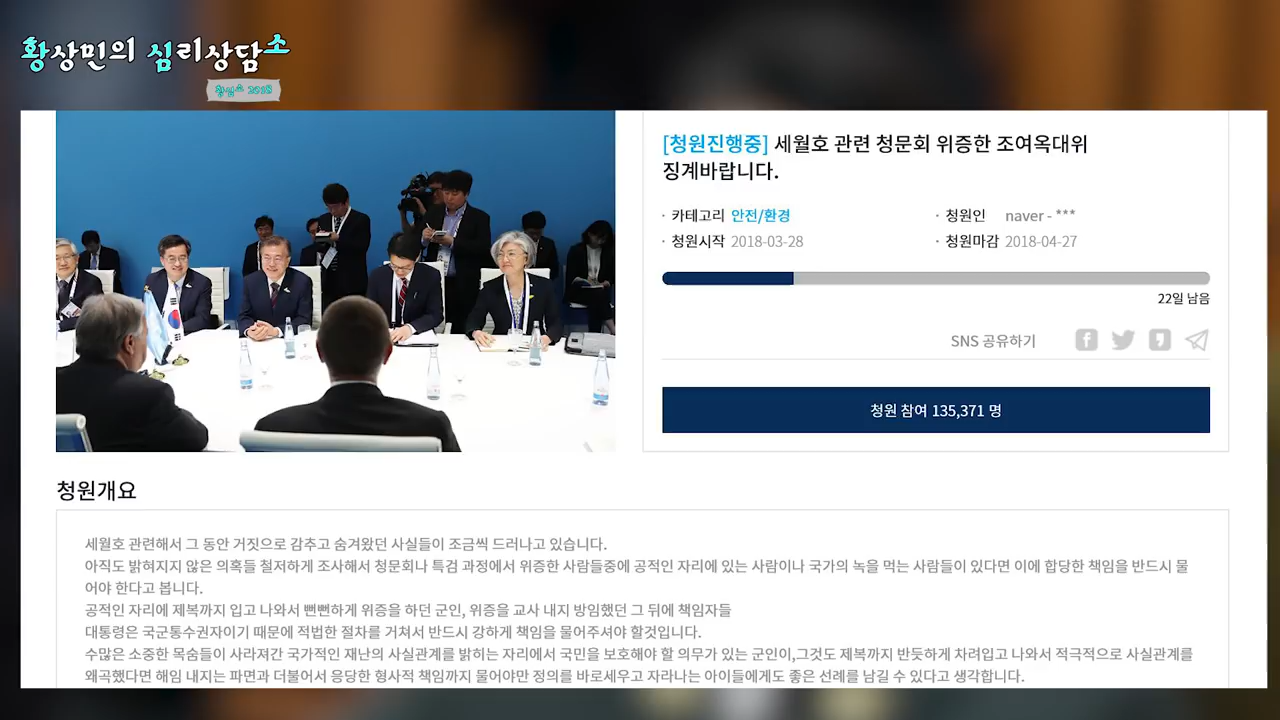 황상민의 심리상담소
황심소 2018
[청원진행중] 세월호 관련 청문회 위증한 조여옥대위
징계바랍니다.
· 카테고리 안전/환경 · 청원인 naver - ***
· 청원시작 2018-03-28 · 청원마감 2018-04-27
22일 남음
SNS 공유하기
청원 참여 135,371 명
청원개요
세월호 관련해서 그 동안 거짓으로 감추고 숨겨왔던 사실들이 조금씩 드러나고 있습니다.
아직도 밝혀지지 않은 의혹들 철저하게 조사해서 청문회나 특검 과정에서 위증한 사람들중에 공적인 자리에 있는 사람이나 국가의 녹을 먹는 사람들이 있다면 이에 합당한 책임을 반드시 물
어야 한다고 봅니다.
공적인 자리에 제복까지 입고 나와서 뻔뻔하게 위증을 하던 군인, 위증을 교사 내지 방임했던 그 뒤에 책임자들
대통령은 국군통수권자이기 때문에 적법한 절차를 거쳐서 반드시 강하게 책임을 물어주셔야 할것입니다.
수많은 소중한 목숨들이 사라져간 국가적인 재난의 사실관계를 밝히는 자리에서 국민을 보호해야 할 의무가 있는 군인이,그것도 제복까지 반듯하게 차려입고 나와서 적극적으로 사실관계를
왜곡했다면 해임 내지는 파면과 더불어서 응당한 형사적 책임까지 물어야만 정의를 바로세우고 자라나는 아이들에게도 좋은 선례를 남길 수 있다고 생각합니다.